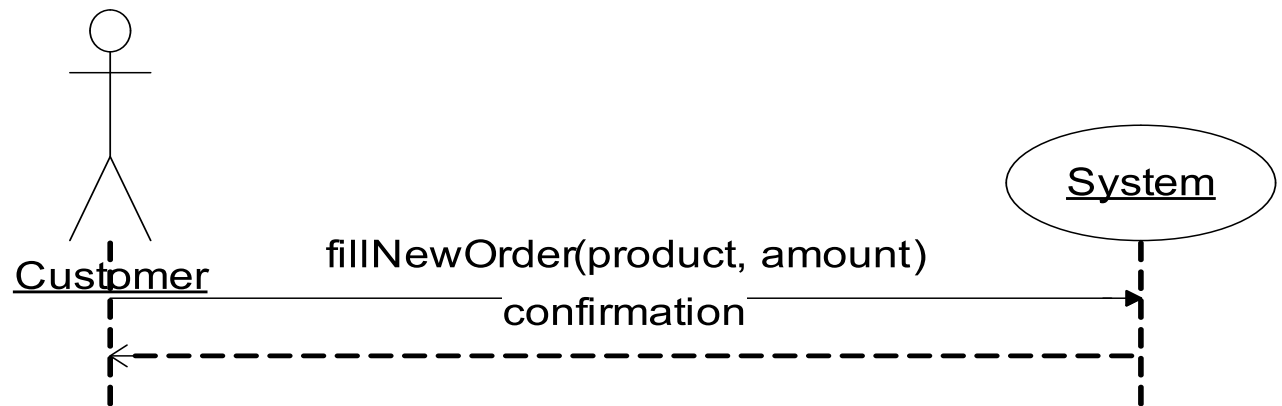 System
fillNewOrder(product, amount)
Customer
confirmation